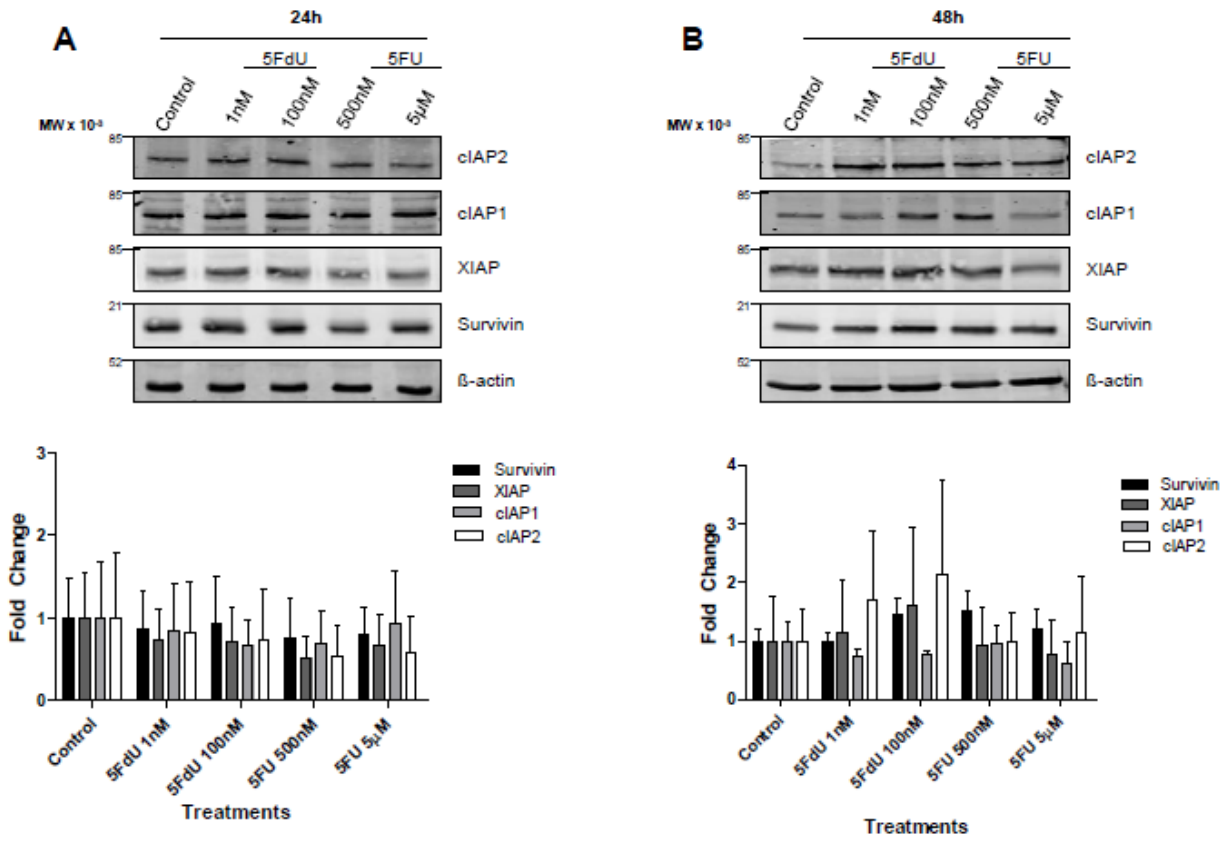 A
24h
5FdU 5FU
Control 1nM 100nM 500nM 5µM
MW x 10⁻³
85 cIAP2
85 cIAP1
85 XIAP
21 Survivin
52 ß-actin
3
2
1
0
Fold Change
Survivin
XIAP
cIAP1
cIAP2
Control 5FdU 1nM 5FdU 100nM 5FU 500nM 5FU 5µM
Treatments
B
48h
5FdU 5FU
Control 1nM 100nM 500nM 5µM
MW x 10⁻³
85 cIAP2
85 cIAP1
85 XIAP
21 Survivin
52 ß-actin
4
3
2
1
0
Fold Change
Survivin
XIAP
cIAP1
cIAP2
Control 5FdU 1nM 5FdU 100nM 5FU 500nM 5FU 5µM
Treatments